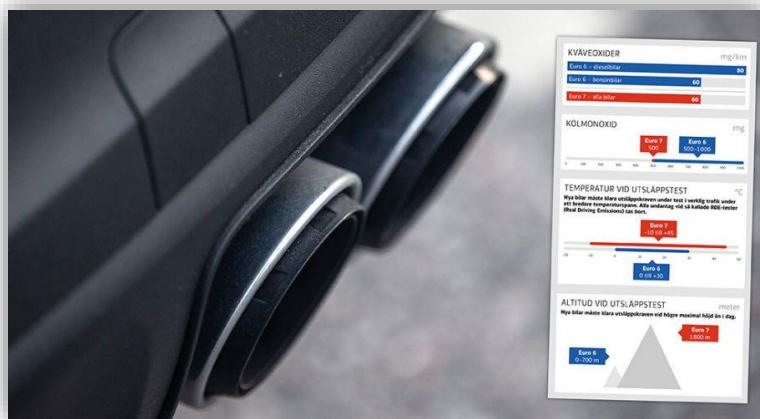 KVÄVEOXIDER mg/km
Euro 6 – dieselbilar 80
Euro 6 – bensinbilar 60
Euro 7 – alla bilar 60
KOLMONOXID mg
Euro 7
500
Euro 6
500–1000
TEMPERATUR VID UTSLÄPPSTEST °C
Nya bilar måste klara utsläppskraven under test i verklig trafik under
ett bredare temperaturspann. Alla undantag vid så kallade RDE-tester
(Real Driving Emissions) tas bort.
Euro 7
-10 till +45
Euro 6
0 till +30
ALTITUD VID UTSLÄPPSTEST meter
Nya bilar måste klara utsläppskraven vid högre maximal höjd än i dag.
Euro 7
1800 m
Euro 6
0–700 m